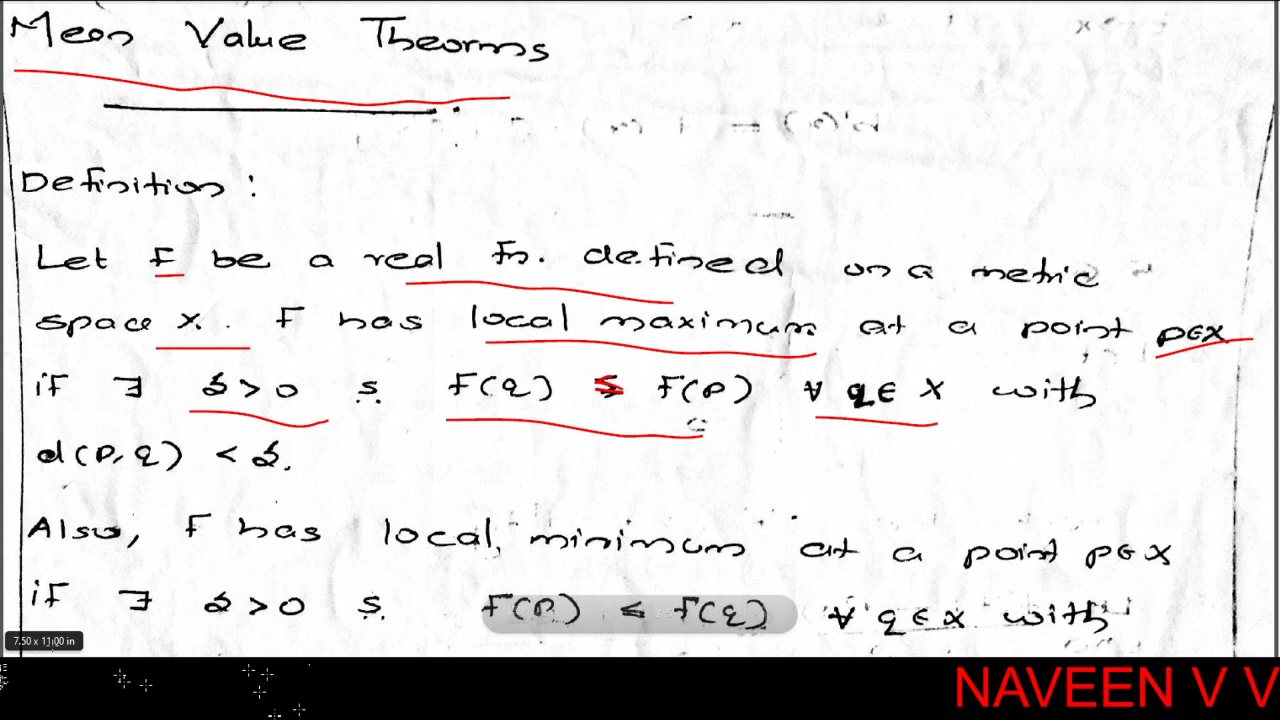 Mean Value Theorms
Definition :
Let f be a real fn. defined on a metric
space X. f has local maximum at a point p∈X
if ∃ δ>0 s. f(q) ≤ f(p) ∀ q∈ X with
d(p,q) < δ.
Also, f has local minimum at a point p∈X
if ∃ δ>0 s. f(p) ≤ f(q) ∀ q∈X with
7.50 x 11.00 in
NAVEEN V V